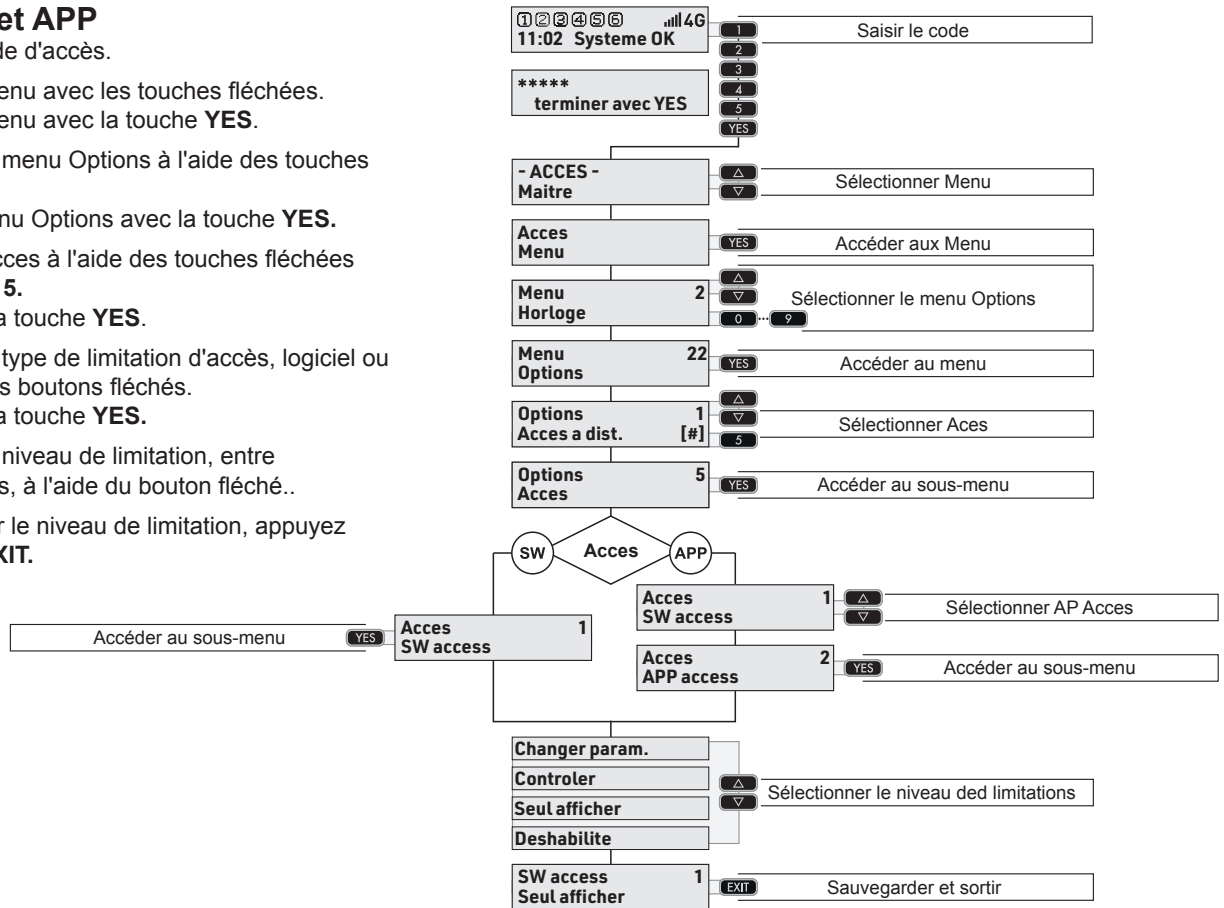 et APP
de d'accès.
enu avec les touches fléchées.
enu avec la touche YES.
menu Options à l'aide des touches
nu Options avec la touche YES.
cces à l'aide des touches fléchées
5.
a touche YES.
type de limitation d'accès, logiciel ou
s boutons fléchés.
a touche YES.
niveau de limitation, entre
s, à l'aide du bouton fléché..
r le niveau de limitation, appuyez
XIT.
1 2 3 4 5 6 4G
11:02 Systeme OK
1
2
3
4
5
YES
Saisir le code
*****
terminer avec YES
- ACCES -
Maitre
Sélectionner Menu
Acces
Menu
YES
Accéder aux Menu
Menu 2
Horloge
0 ... 9
Sélectionner le menu Options
Menu 22
Options
YES
Accéder au menu
Options 1
Acces a dist. [#]
5
Sélectionner Aces
Options 5
Acces
YES
Accéder au sous-menu
SW
Acces
APP
Acces 1
SW access
Sélectionner AP Acces
Accéder au sous-menu
YES
Acces 1
SW access
Acces 2
APP access
YES
Accéder au sous-menu
Changer param.
Controler
Seul afficher
Deshabilite
Sélectionner le niveau ded limitations
SW access 1
Seul afficher
EXIT
Sauvegarder et sortir